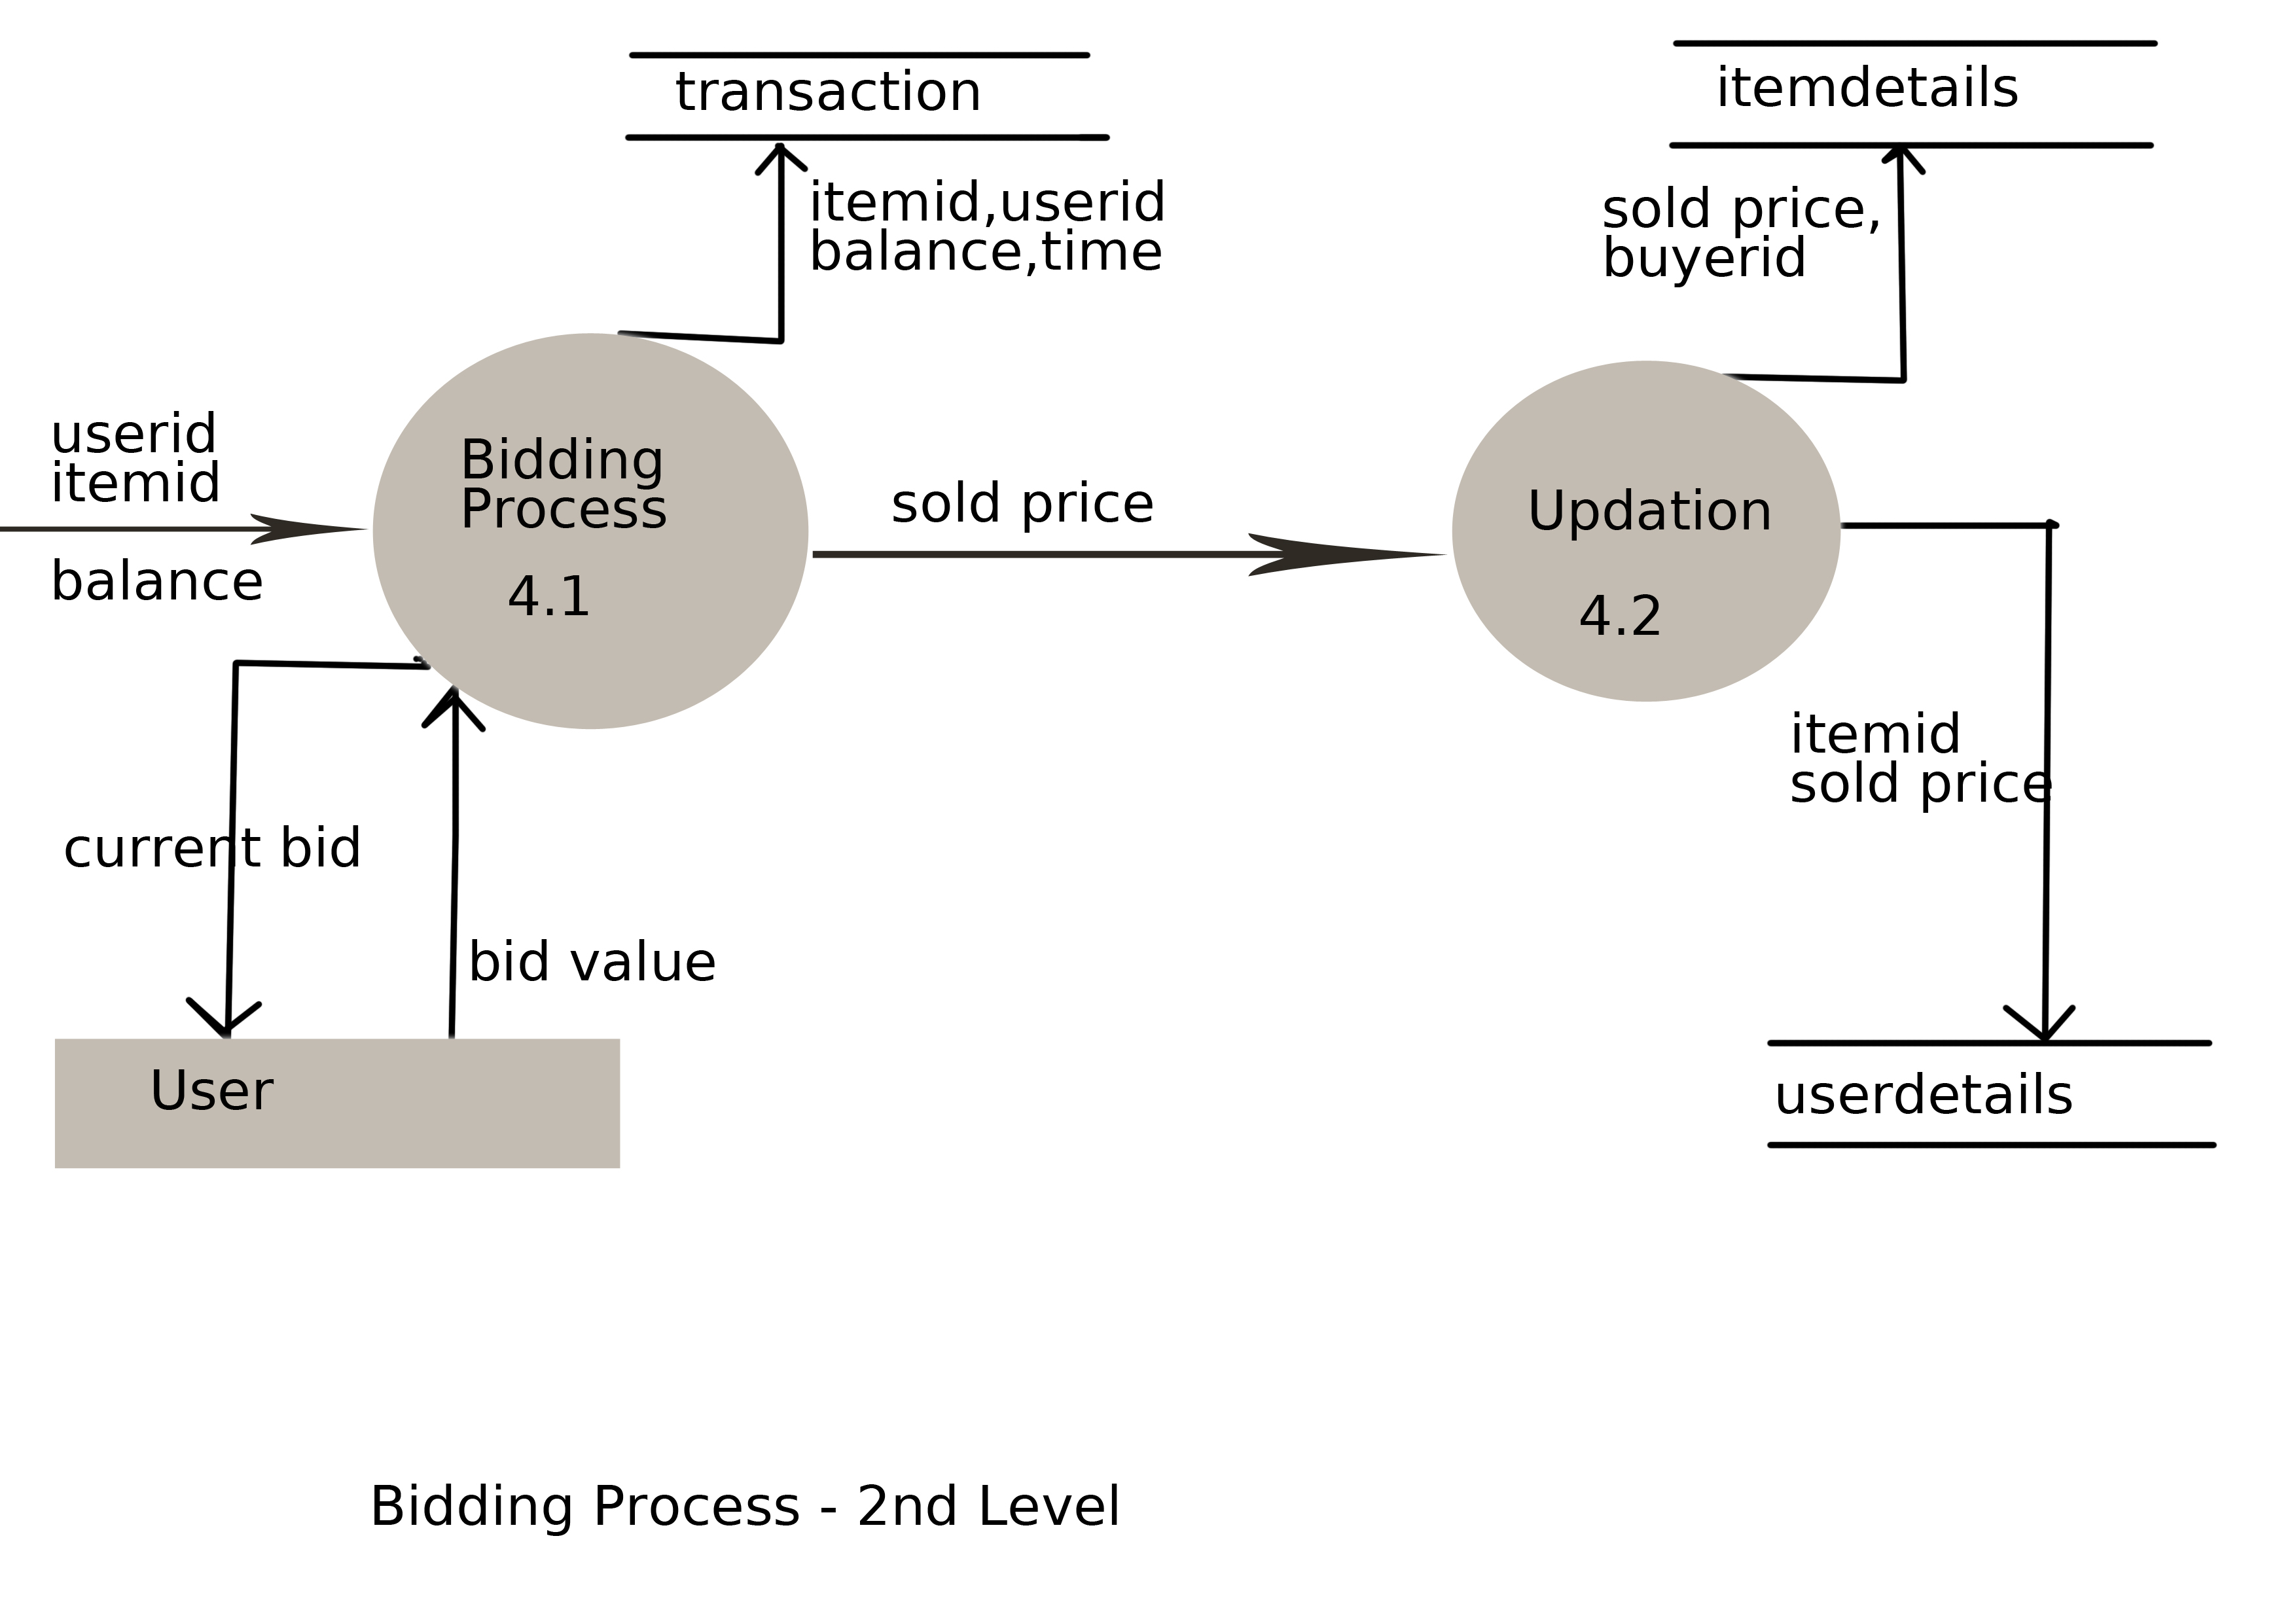 transaction
itemdetails
itemid,userid
balance,time
sold price,
buyerid
userid
itemid
balance
Bidding
Process
4.1
sold price
Updation
4.2
itemid
sold price
current bid
bid value
User
userdetails
Bidding Process - 2nd Level